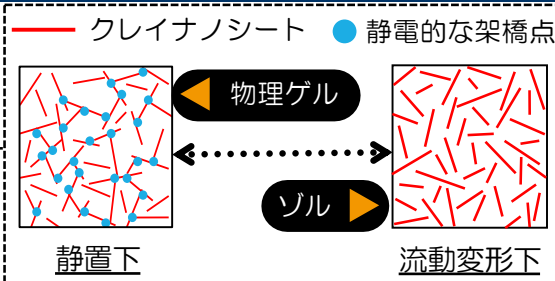 クレイナノシート
静電的な架橋点
物理ゲル
ゾル
静置下
流動変形下